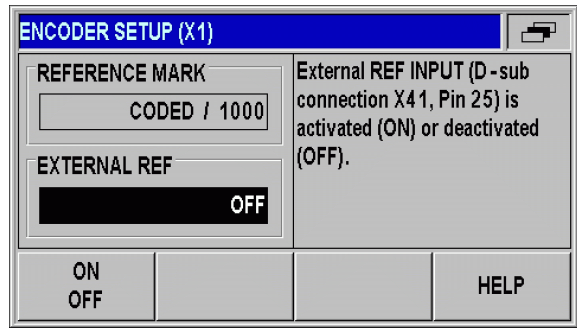 ENCODER SETUP (X1)
REFERENCE MARK
CODED / 1000
EXTERNAL REF
OFF
External REF INPUT (D-sub
connection X41, Pin 25) is
activated (ON) or deactivated
(OFF).
ON
OFF
HELP